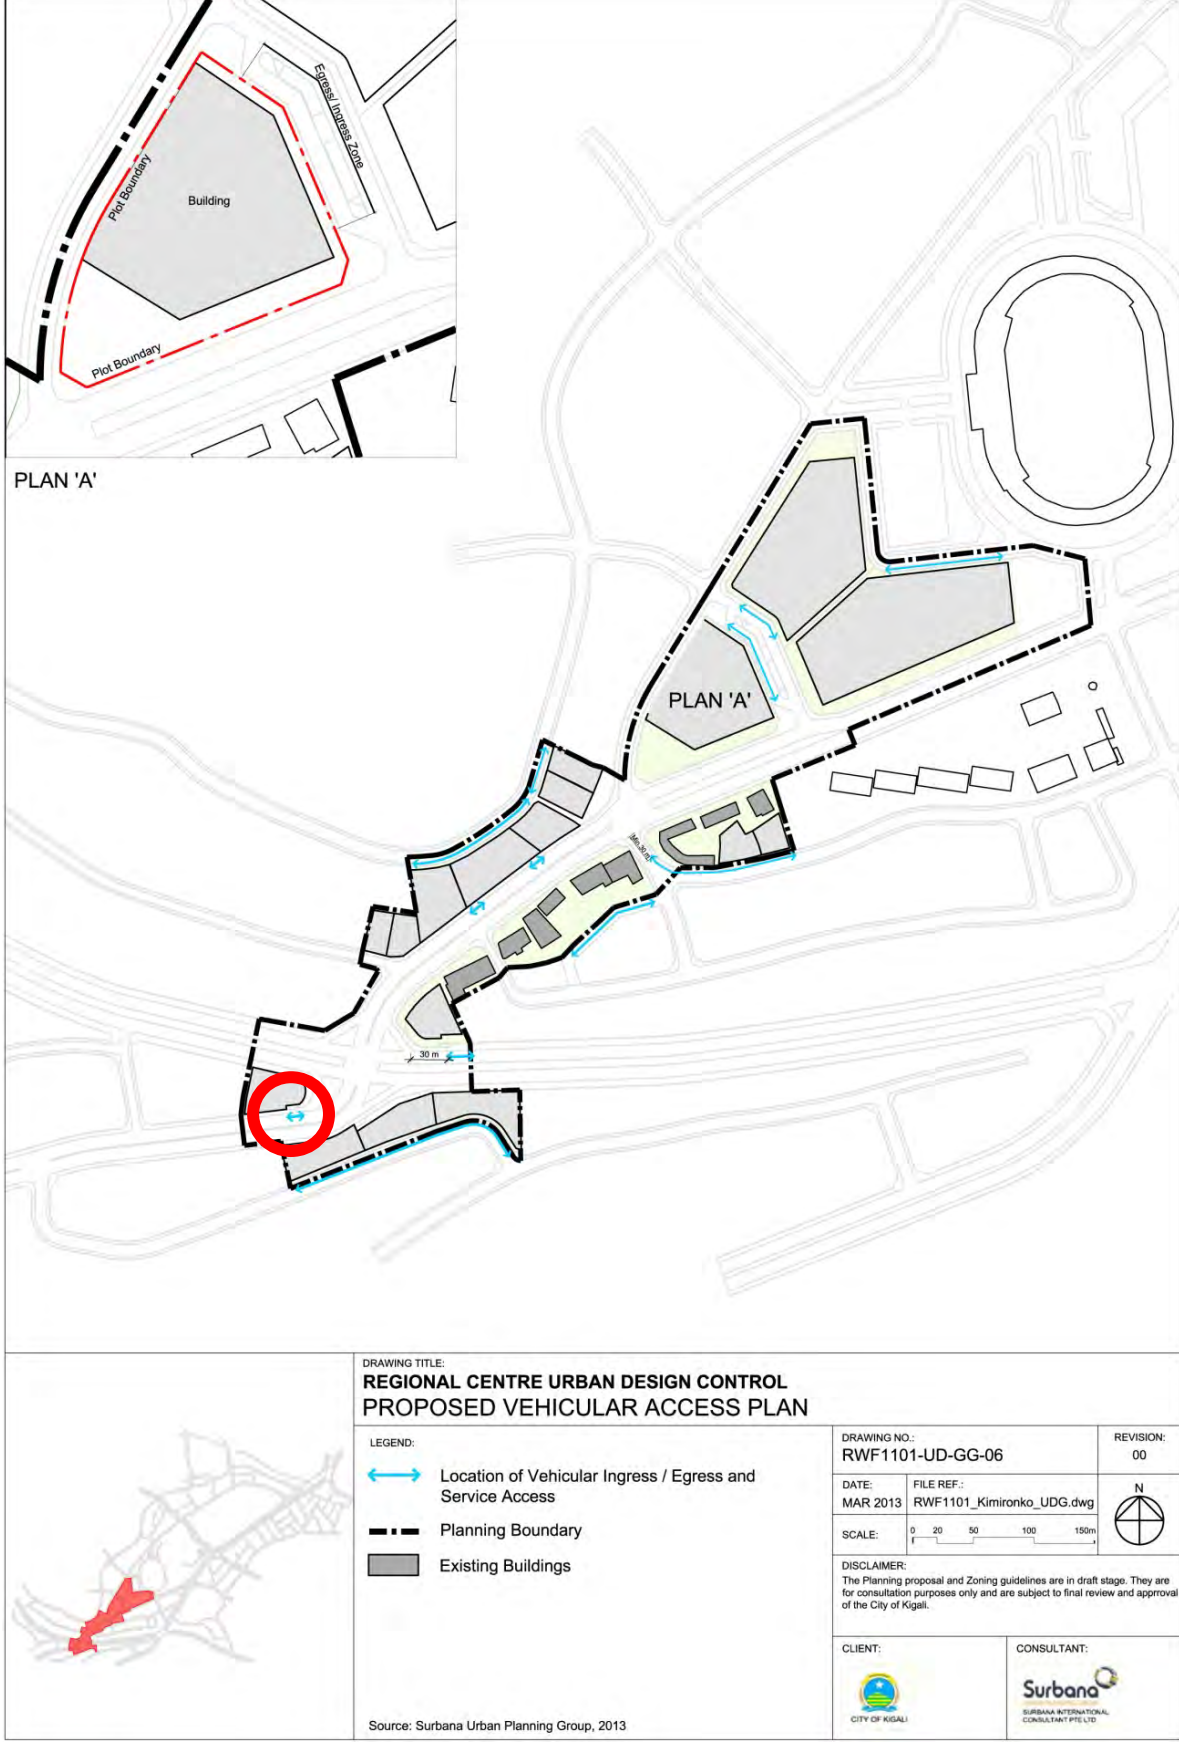 Egress/ Ingress Zone
Plot Boundary
Building
Plot Boundary
PLAN 'A'
PLAN 'A'
Min.30 m
30 m
DRAWING TITLE:
REGIONAL CENTRE URBAN DESIGN CONTROL
PROPOSED VEHICULAR ACCESS PLAN
LEGEND:
Location of Vehicular Ingress / Egress and
Service Access
Planning Boundary
Existing Buildings
Source: Surbana Urban Planning Group, 2013
DRAWING NO.:
RWF1101-UD-GG-06
REVISION:
00
DATE:
MAR 2013
FILE REF.:
RWF1101_Kimironko_UDG.dwg
N
SCALE:
0 20 50 100 150m
DISCLAIMER:
The Planning proposal and Zoning guidelines are in draft stage. They are
for consultation purposes only and are subject to final review and apprroval
of the City of Kigali.
CLIENT:
CITY OF KIGALI
CONSULTANT:
Surbana
SURBANA INTERNATIONAL
CONSULTANT PTE LTD